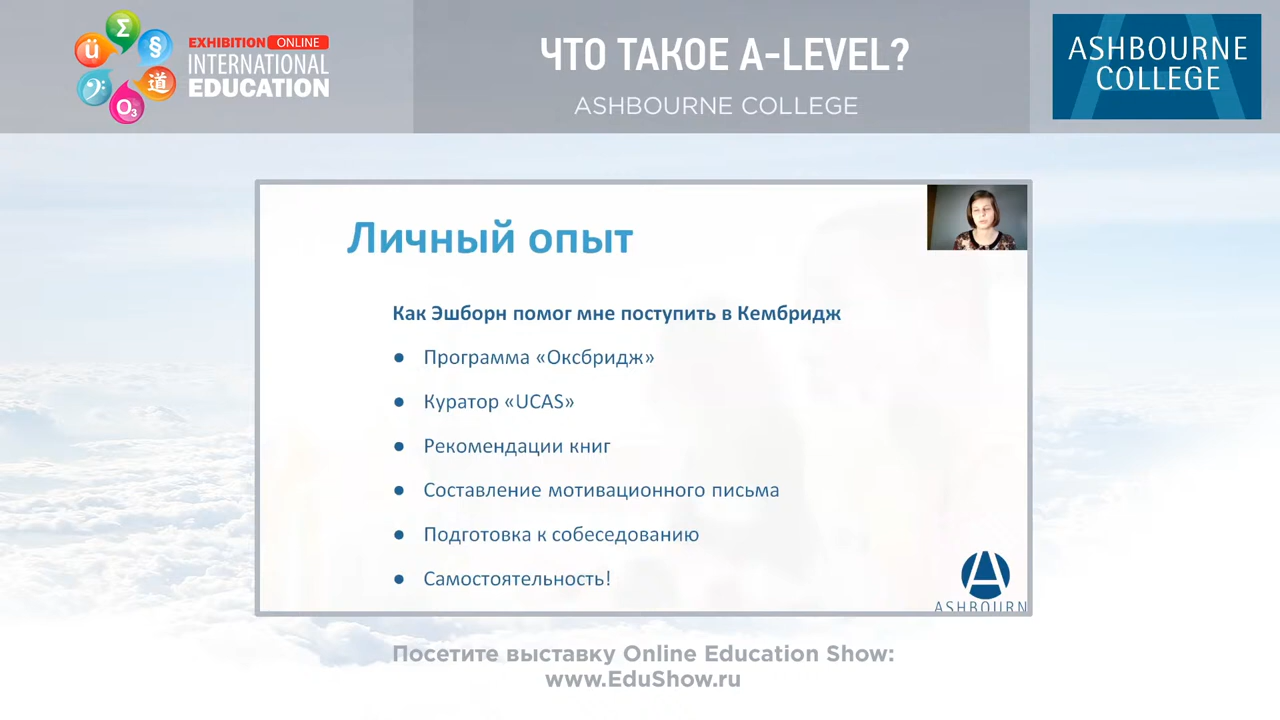 ü
Σ
§
道
O3
EXHIBITION ONLINE
INTERNATIONAL
EDUCATION
ЧТО ТАКОЕ A-LEVEL?
ASHBOURNE COLLEGE
ASHBOURNE
COLLEGE
Личный опыт
Как Эшборн помог мне поступить в Кембридж
● Программа «Оксбридж»
● Куратор «UCAS»
● Рекомендации книг
● Составление мотивационного письма
● Подготовка к собеседованию
● Самостоятельность!
ASHBOURN
Посетите выставку Online Education Show:
www.EduShow.ru